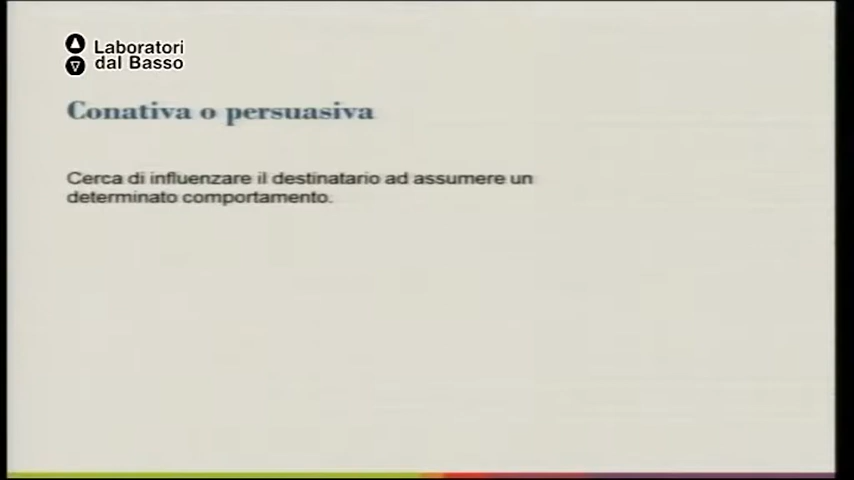 Laboratori
dal Basso
Conativa o persuasiva
Cerca di influenzare il destinatario ad assumere un
determinato comportamento.